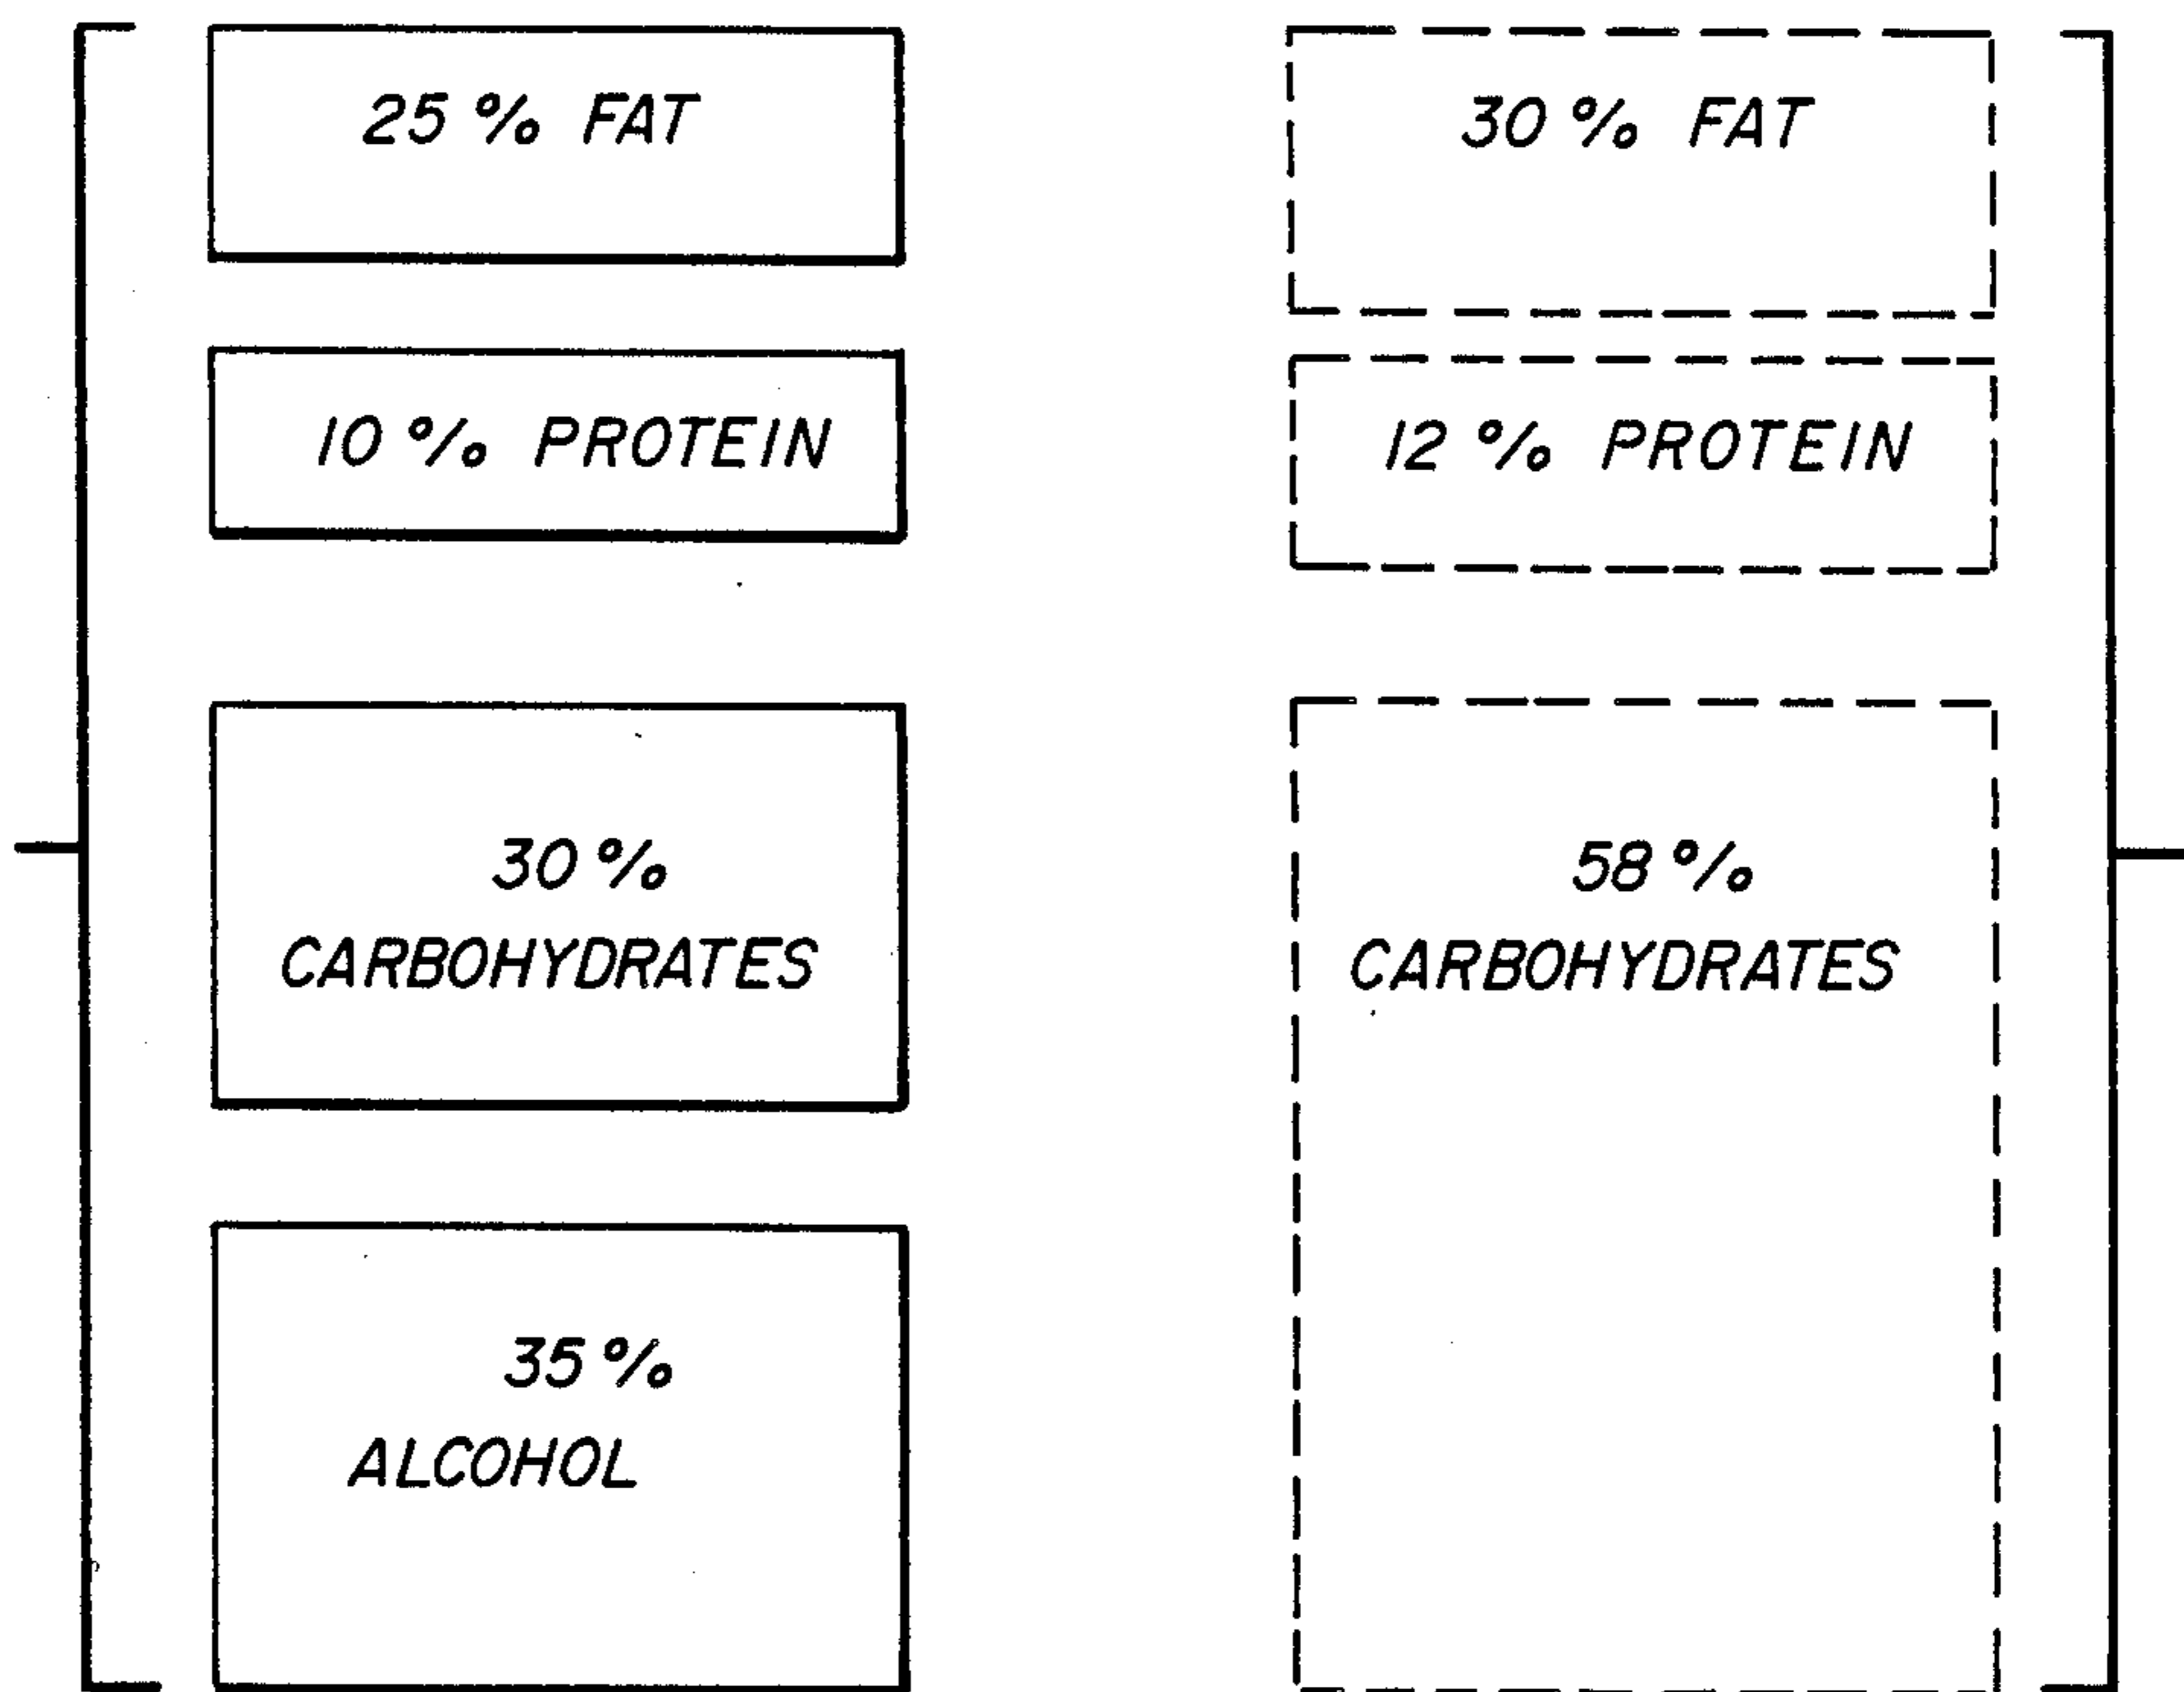 25 % FAT
10 % PROTEIN
30 %
CARBOHYDRATES
35 %
ALCOHOL
30 % FAT
12 % PROTEIN
58 %
CARBOHYDRATES